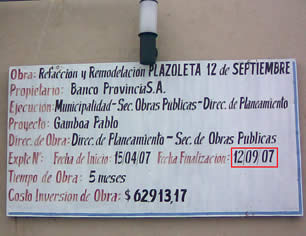 Obra: Refacción y Remodelación PLAZOLETA 12 de SEPTIEMBRE
Propietario: Banco Provincia S.A.
Ejecución: Municipalidad-Sec. Obras Publicas-Direc. de Planeamiento
Proyecto: Gamboa Pablo
Direc. de Obra: Direc. de Planeamiento-Sec. de Obras Publicas
Expte Nº Fecha de Inicio: 15/04/07 Fecha Finalización: 12/09/07
Tiempo de Obra: 5 meses
Costo Inversion de Obra: $ 62913,17